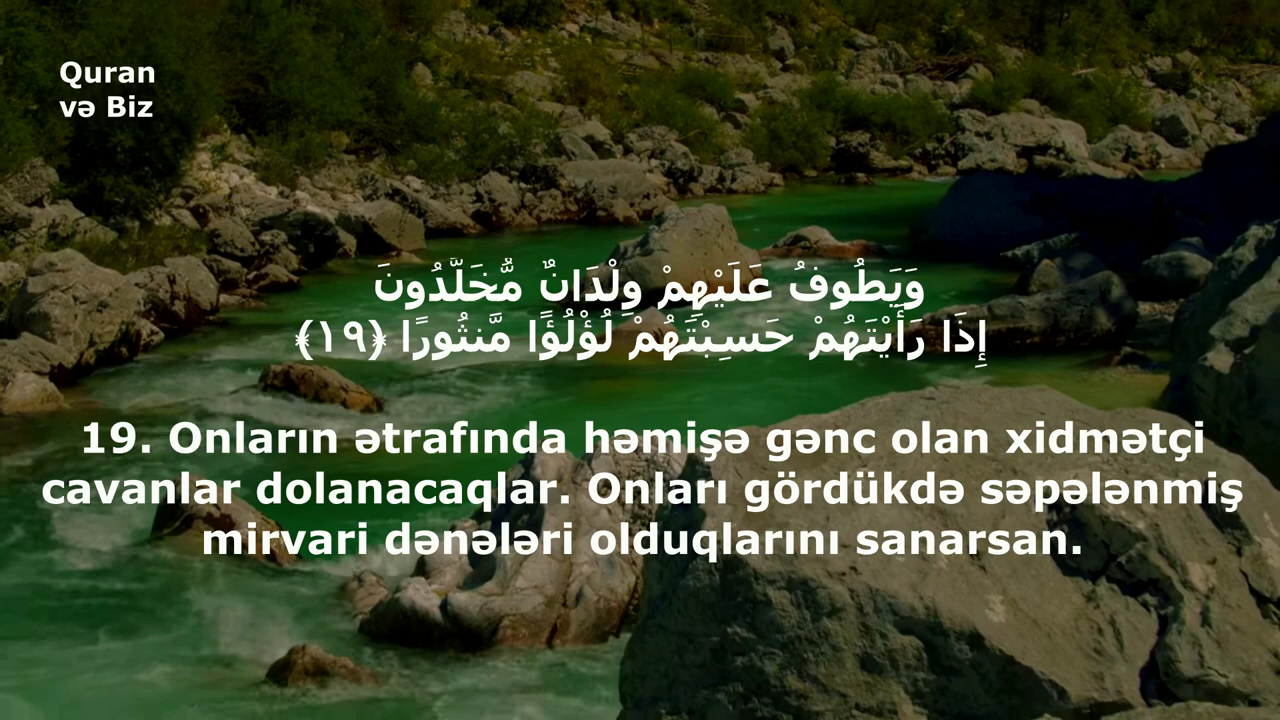 Quran
və Biz
وَيَطُوفُ عَلَيْهِمْ وِلْدَانٌ مُّخَلَّدُونَ
إِذَا رَأَيْتَهُمْ حَسِبْتَهُمْ لُؤْلُؤًا مَّنثُورًا ﴿١٩﴾
19. Onların ətrafında həmişə gənc olan xidmətçi
cavanlar dolanacaqlar. Onları gördükdə səpələnmiş
mirvari dənələri olduqlarını sanarsan.